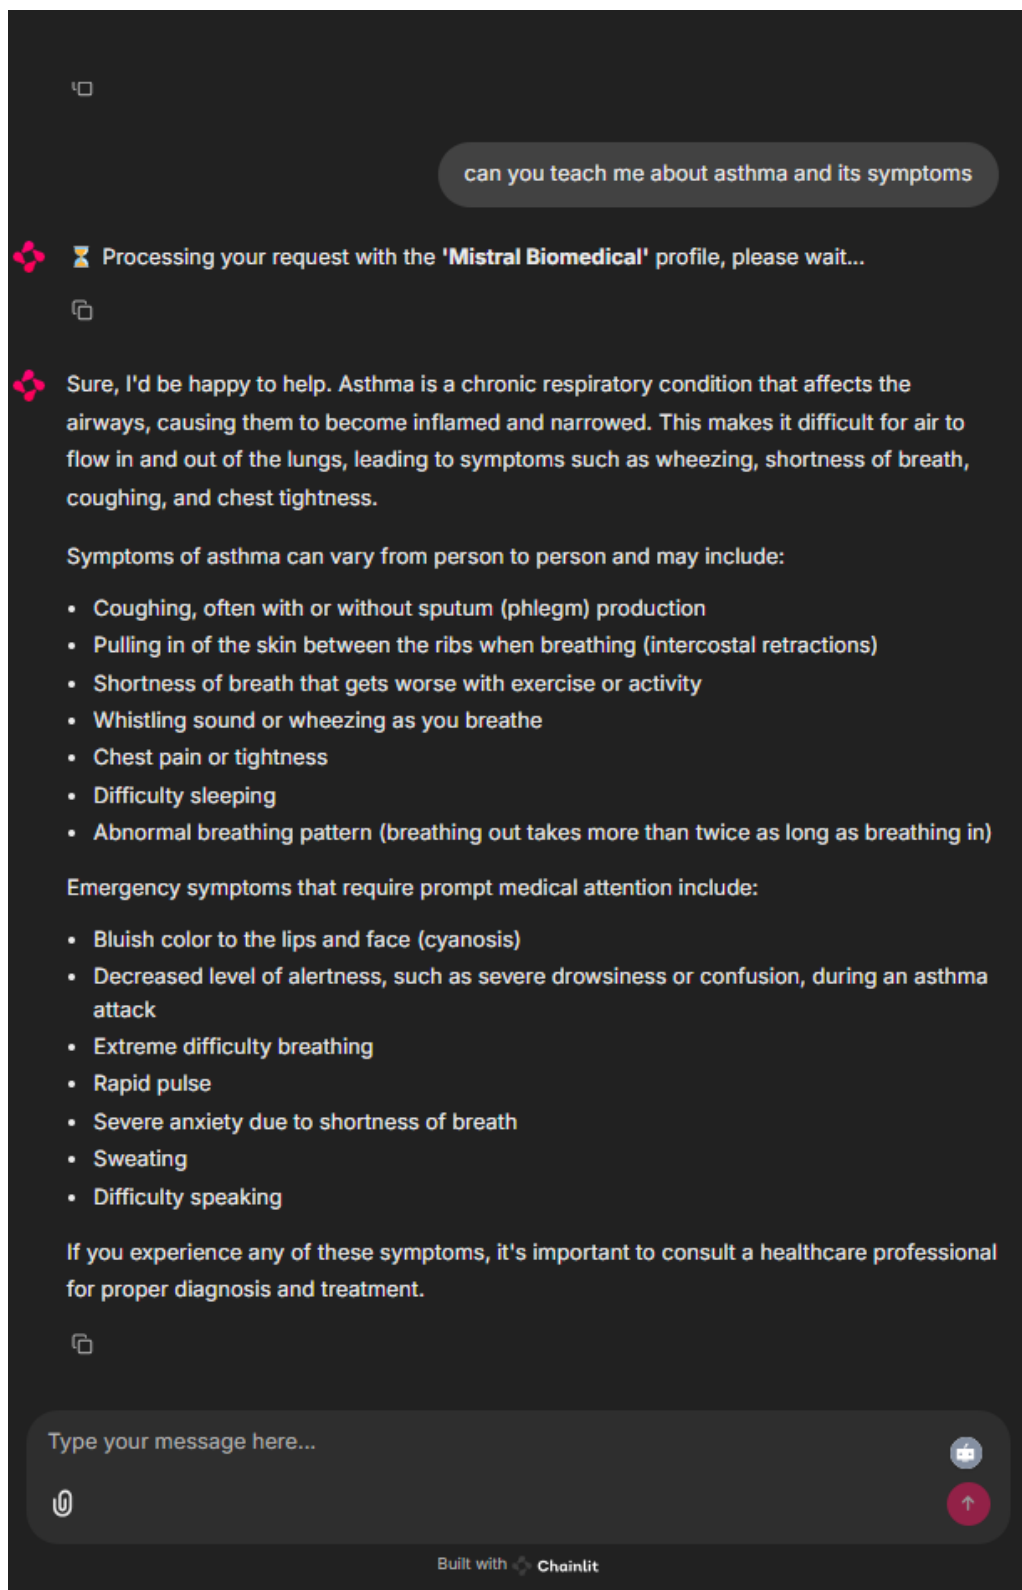 can you teach me about asthma and its symptoms
⏳ Processing your request with the 'Mistral Biomedical' profile, please wait...
Sure, I'd be happy to help. Asthma is a chronic respiratory condition that affects the
airways, causing them to become inflamed and narrowed. This makes it difficult for air to
flow in and out of the lungs, leading to symptoms such as wheezing, shortness of breath,
coughing, and chest tightness.
Symptoms of asthma can vary from person to person and may include:
• Coughing, often with or without sputum (phlegm) production
• Pulling in of the skin between the ribs when breathing (intercostal retractions)
• Shortness of breath that gets worse with exercise or activity
• Whistling sound or wheezing as you breathe
• Chest pain or tightness
• Difficulty sleeping
• Abnormal breathing pattern (breathing out takes more than twice as long as breathing in)
Emergency symptoms that require prompt medical attention include:
• Bluish color to the lips and face (cyanosis)
• Decreased level of alertness, such as severe drowsiness or confusion, during an asthma
attack
• Extreme difficulty breathing
• Rapid pulse
• Severe anxiety due to shortness of breath
• Sweating
• Difficulty speaking
If you experience any of these symptoms, it's important to consult a healthcare professional
for proper diagnosis and treatment.
Type your message here...
Built with Chainlit